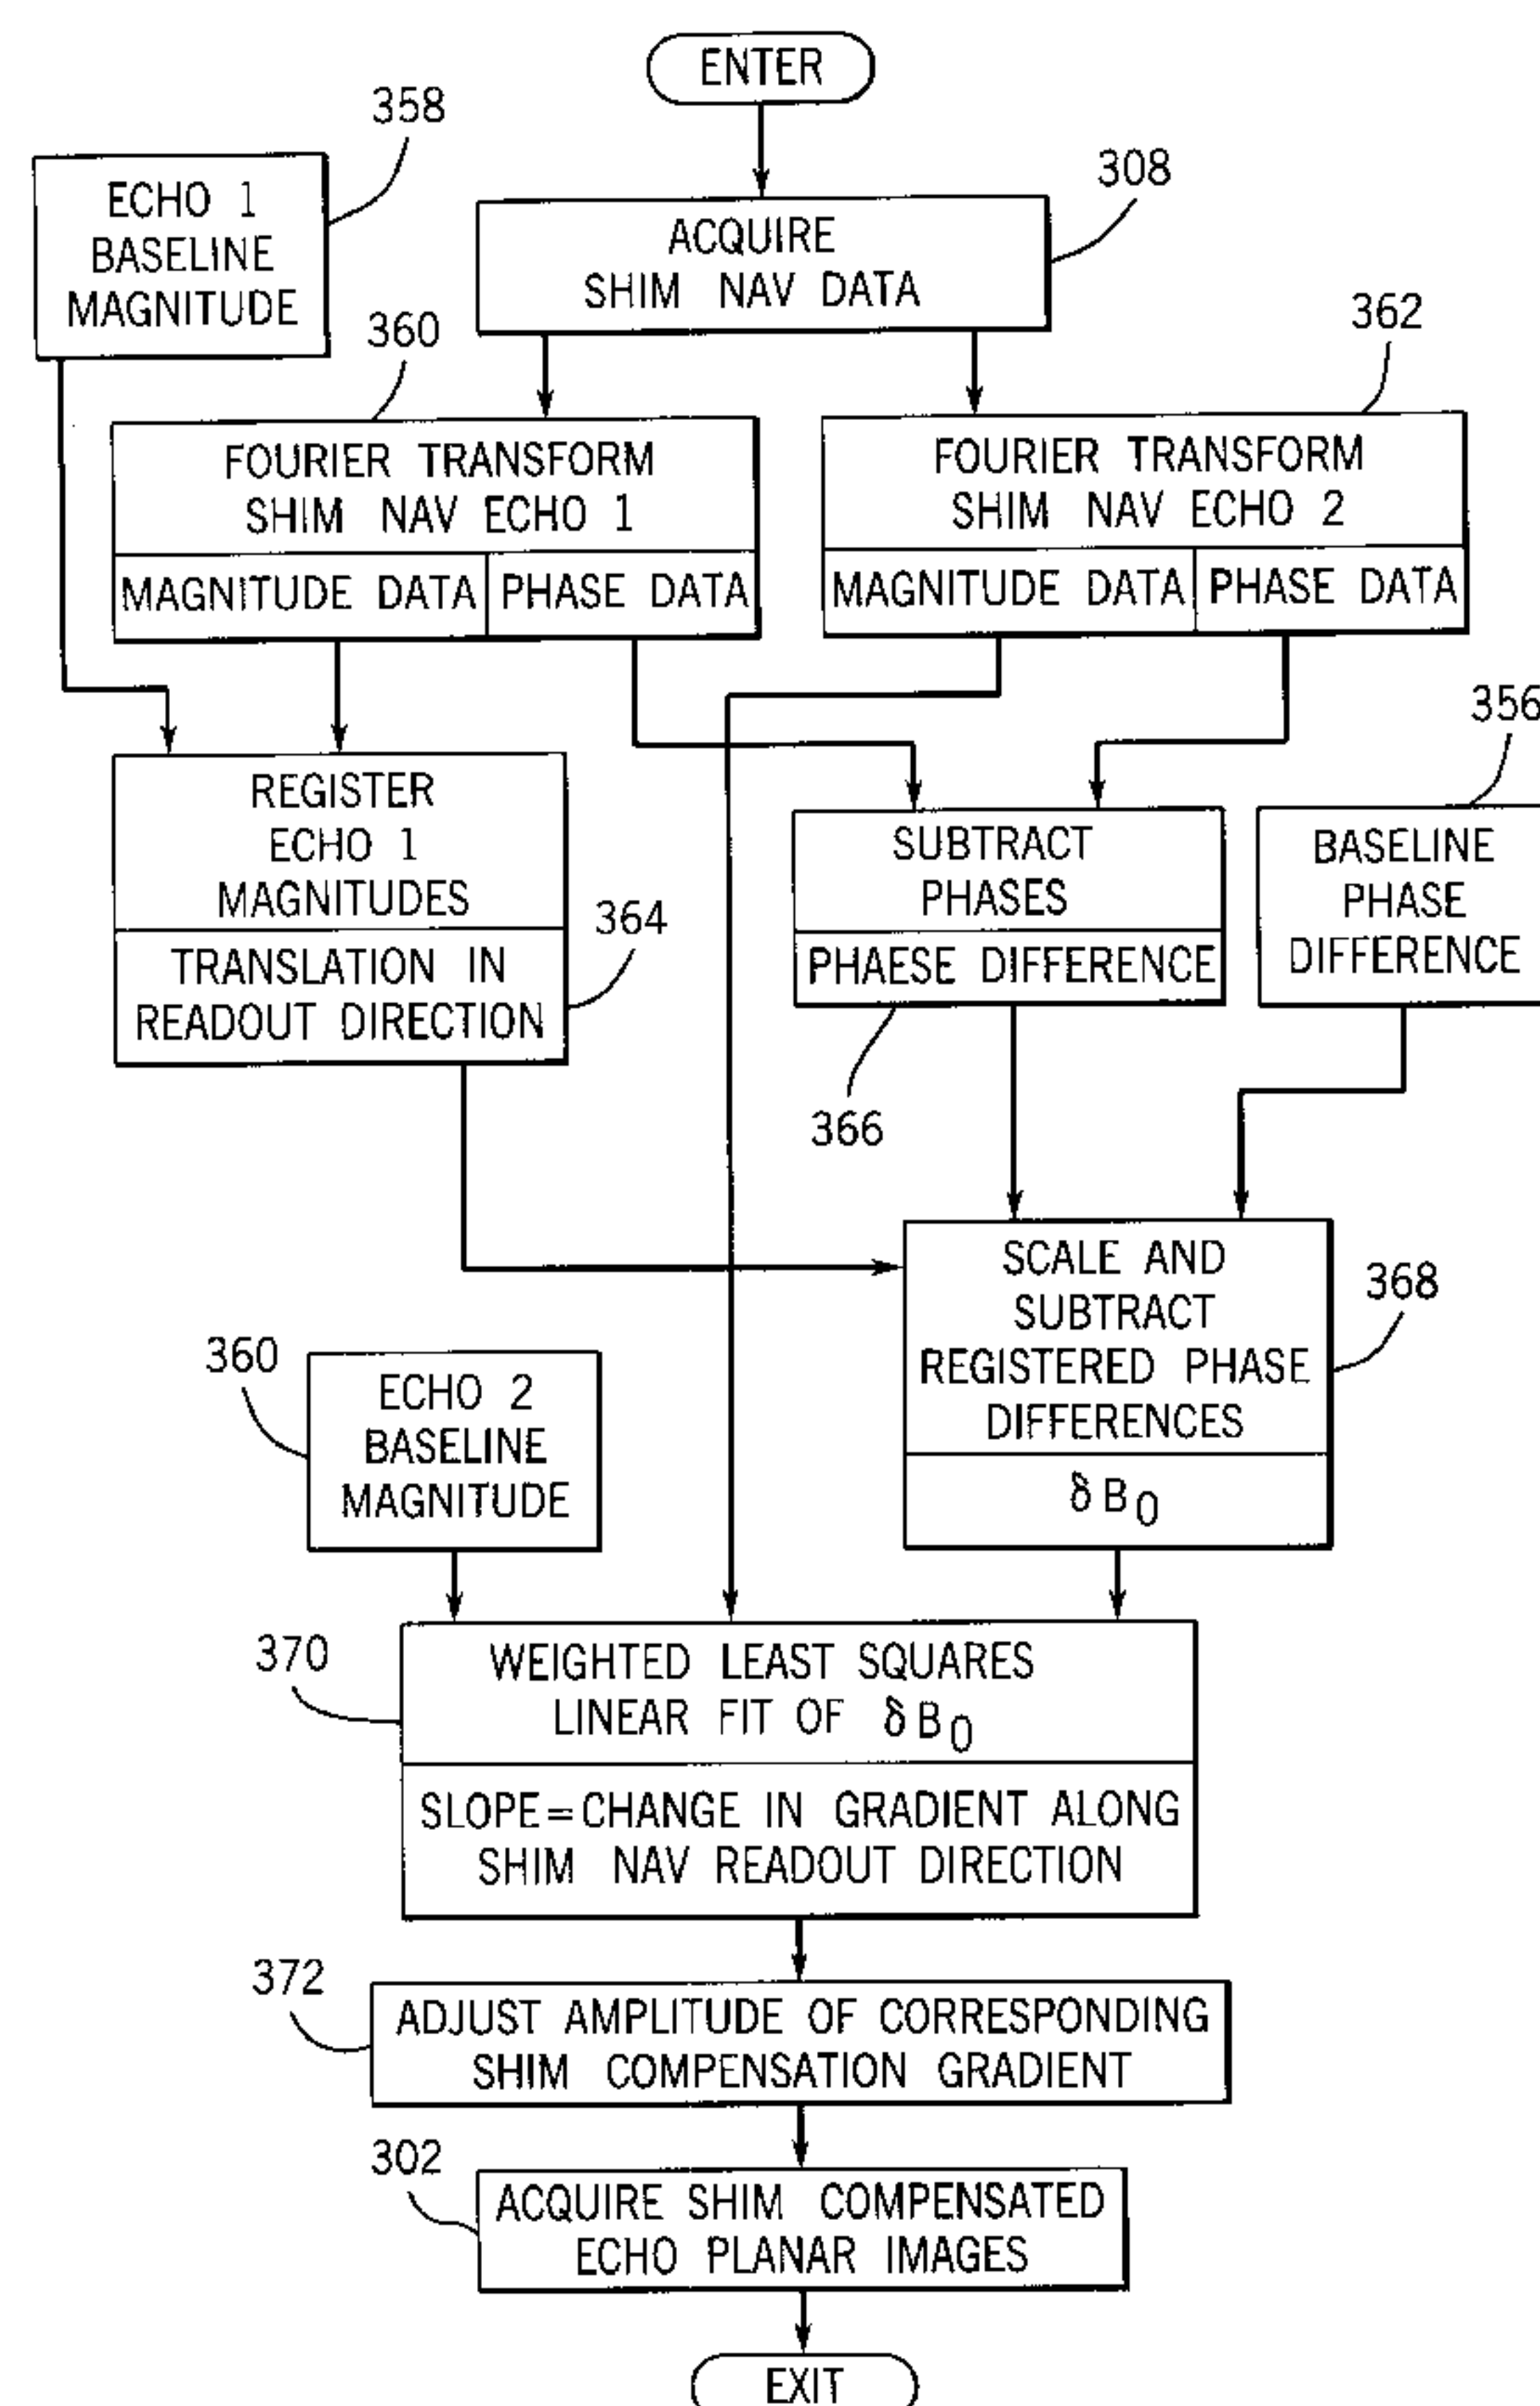 ENTER
358
ECHO 1
BASELINE
MAGNITUDE
308
ACQUIRE
SHIM NAV DATA
360
362
FOURIER TRANSFORM
SHIM NAV ECHO 1
MAGNITUDE DATA
PHASE DATA
FOURIER TRANSFORM
SHIM NAV ECHO 2
MAGNITUDE DATA
PHASE DATA
356
REGISTER
ECHO 1
MAGNITUDES
TRANSLATION IN
READOUT DIRECTION
364
SUBTRACT
PHASES
PHAESE DIFFERENCE
366
BASELINE
PHASE
DIFFERENCE
SCALE AND
SUBTRACT
REGISTERED PHASE
DIFFERENCES
δB₀
368
360
ECHO 2
BASELINE
MAGNITUDE
370
WEIGHTED LEAST SQUARES
LINEAR FIT OF δB₀
SLOPE=CHANGE IN GRADIENT ALONG
SHIM NAV READOUT DIRECTION
372
ADJUST AMPLITUDE OF CORRESPONDING
SHIM COMPENSATION GRADIENT
302
ACQUIRE SHIM COMPENSATED
ECHO PLANAR IMAGES
EXIT